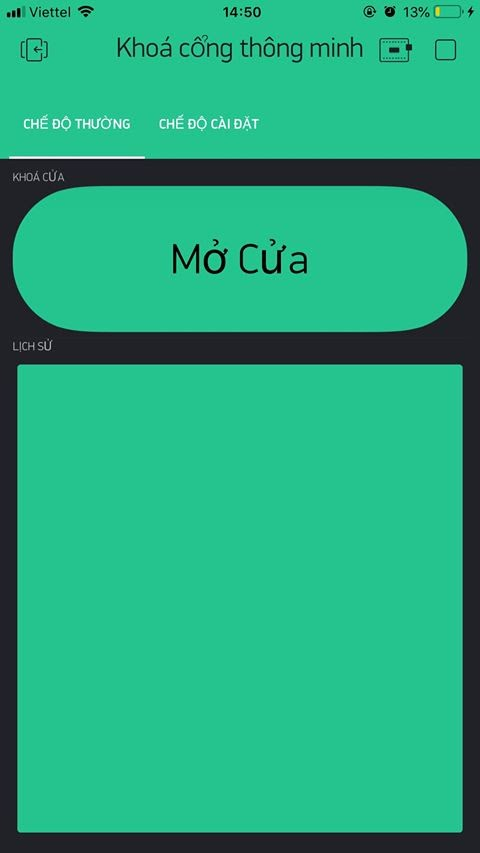 Viettel 14:50 13%
Khoá cổng thông minh
CHẾ ĐỘ THƯỜNG CHẾ ĐỘ CÀI ĐẶT
KHOÁ CỬA
Mở Cửa
LỊCH SỬ